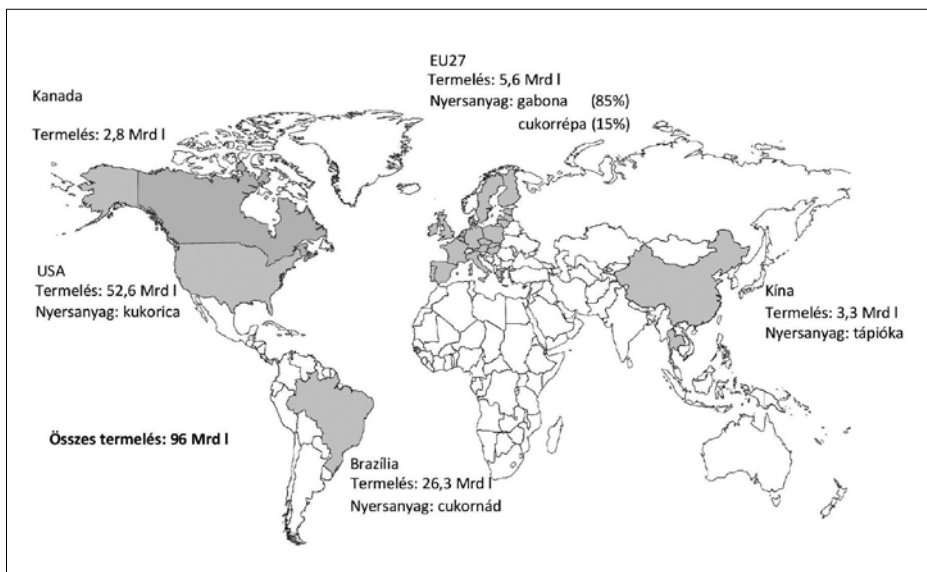 EU27
Termelés: 5,6 Mrd l
Nyersanyag: gabona (85%)
cukorrépa (15%)
Kanada
Termelés: 2,8 Mrd l
USA
Termelés: 52,6 Mrd l
Nyersanyag: kukorica
Kína
Termelés: 3,3 Mrd l
Nyersanyag: tápióka
Összes termelés: 96 Mrd l
Brazília
Termelés: 26,3 Mrd l
Nyersanyag: cukornád